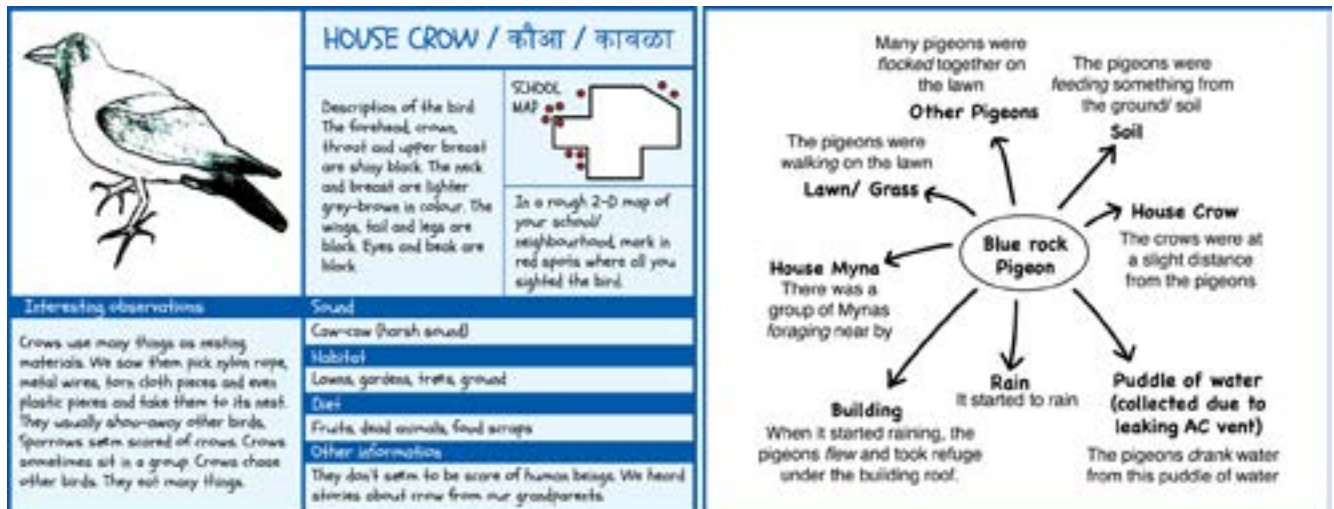 HOUSE CROW / कौआ / कावळा
Description of the bird
The forehead, crown,
throat and upper breast
are shiny black. The neck
and breast are lighter
grey-brown in colour. The
wings, tail and legs are
black. Eyes and beak are
black
SCHOOL
MAP
In a rough 2-D map of
your school/
neighbourhood, mark in
red spots where all you
sighted the bird.
Interesting observations
Crows use many things as nesting
materials. We saw them pick nylon rope,
metal wires, torn cloth pieces and even
plastic pieces and take them to its nest.
They usually shoo-away other birds.
Sparrows seem scared of crows. Crows
sometimes sit in a group. Crows chase
other birds. They eat many things.
Sound
Caw-caw (harsh sound)
Habitat
Lawns, gardens, trees, ground
Diet
Fruits, dead animals, food scraps
Other information
They don't seem to be scare of human beings. We heard
stories about crow from our grandparents.
Many pigeons were
flocked together on
the lawn
Other Pigeons
The pigeons were
feeding something from
the ground/ soil
Soil
The pigeons were
walking on the lawn
Lawn/ Grass
House Crow
The crows were at
a slight distance
from the pigeons
Blue rock
Pigeon
House Myna
There was a
group of Mynas
foraging near by
Building
When it started raining, the
pigeons flew and took refuge
under the building roof.
Rain
It started to rain
Puddle of water
(collected due to
leaking AC vent)
The pigeons drank water
from this puddle of water